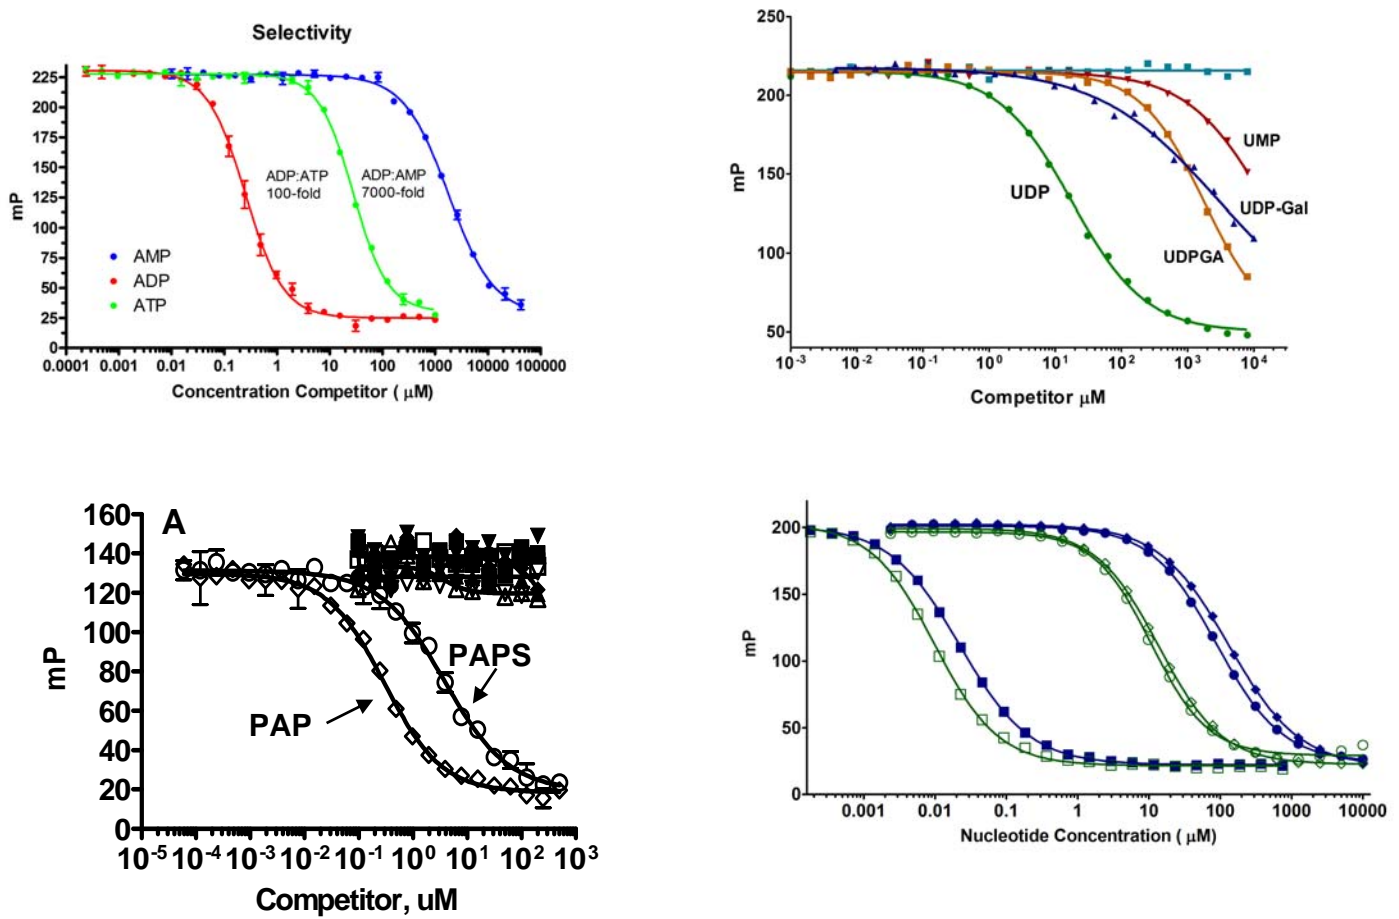 Selectivity
mP
225
200
175
150
125
100
75
50
25
0
ADP:ATP
100-fold
ADP:AMP
7000-fold
AMP
ADP
ATP
0.0001 0.001 0.01 0.1 1 10 100 1000 10000 100000
Concentration Competitor ( μM)
mP
250
200
150
100
50
UDP
UMP
UDP-Gal
UDPGA
10-3 10-2 10-1 100 101 102 103 104
Competitor μM
A
mP
160
140
120
100
80
60
40
20
0
PAPS
PAP
10-5 10-4 10-3 10-2 10-1 100 101 102 103
Competitor, uM
mP
200
150
100
50
0
0.001 0.01 0.1 1 10 100 1000 10000
Nucleotide Concentration ( μM)